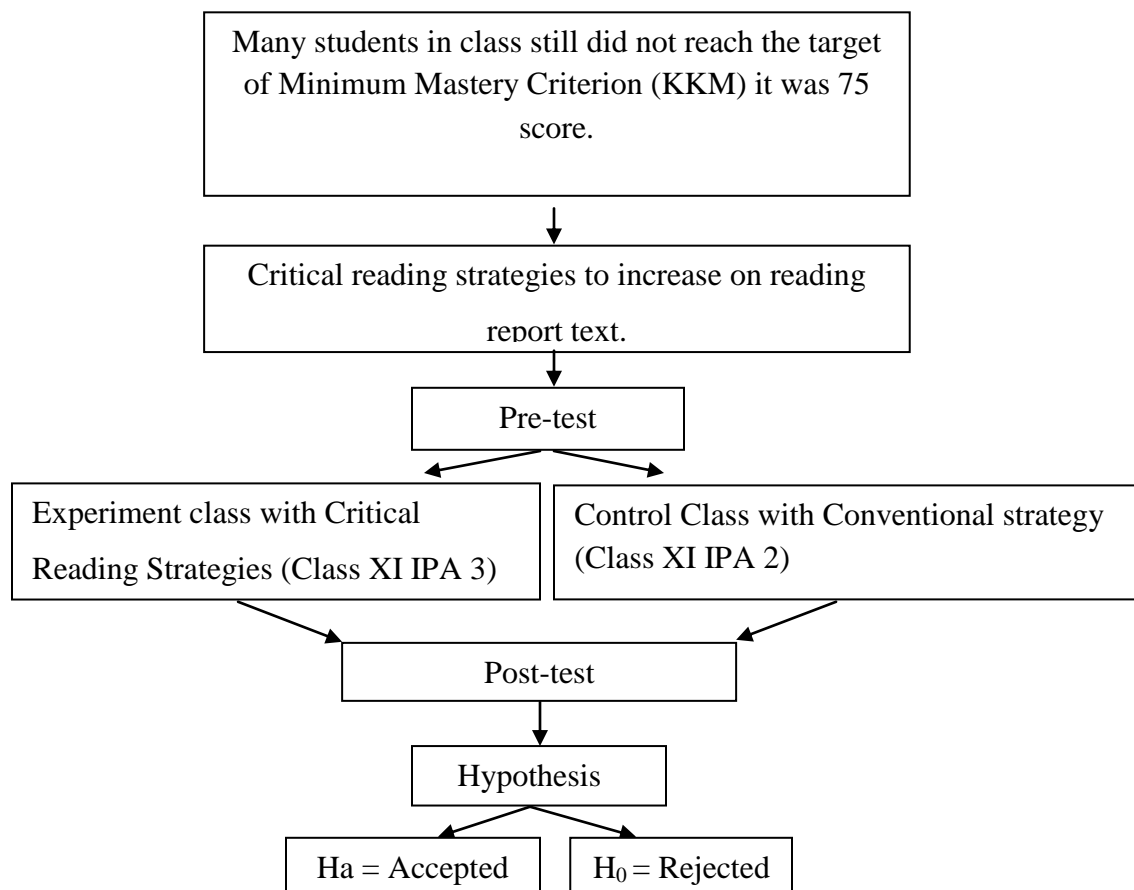 Many students in class still did not reach the target
of Minimum Mastery Criterion (KKM) it was 75
score.
Critical reading strategies to increase on reading
report text.
Pre-test
Experiment class with Critical
Reading Strategies (Class XI IPA 3)
Control Class with Conventional strategy
(Class XI IPA 2)
Post-test
Hypothesis
Ha = Accepted
H₀ = Rejected